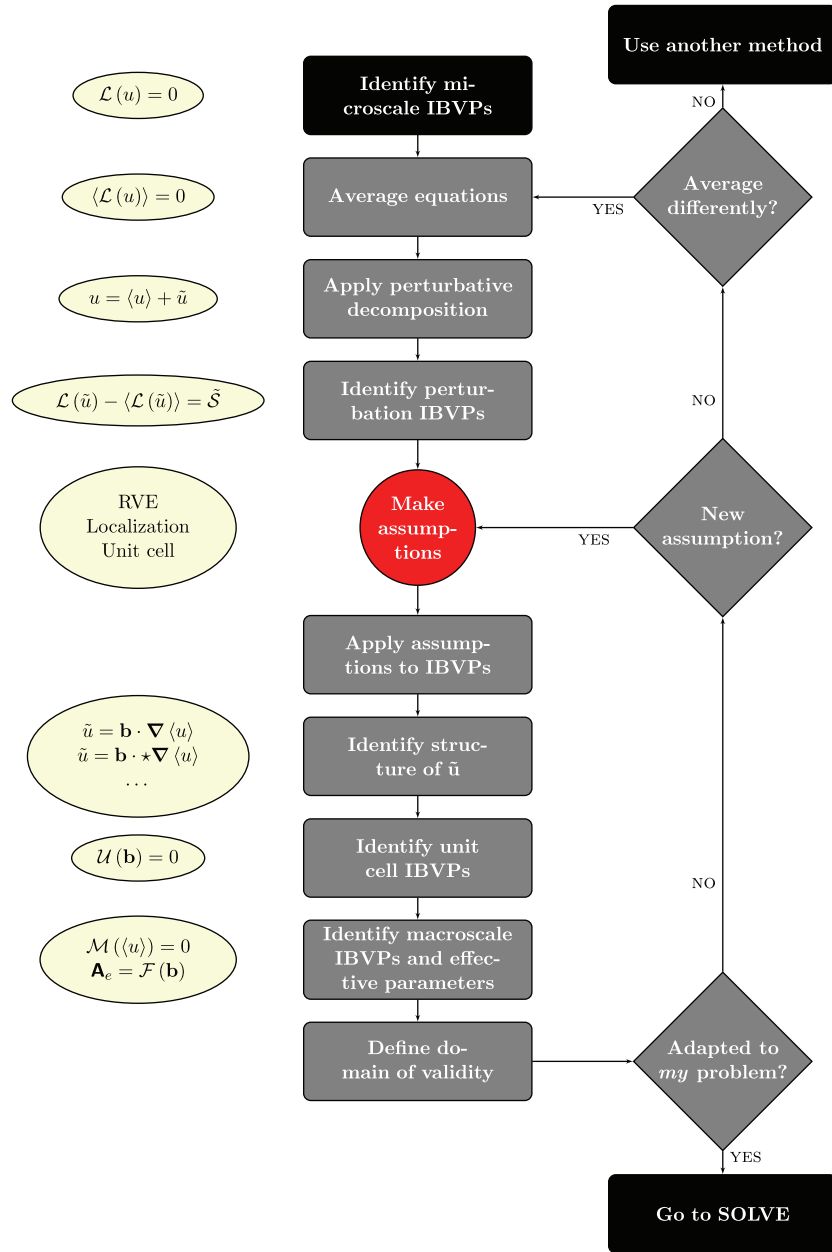 Use another method
Identify mi-
croscale IBVPs
ℒ (u) = 0
NO
Average
differently?
YES
Average equations
⟨ℒ (u)⟩ = 0
Apply perturbative
decomposition
u = ⟨u⟩ + ũ
Identify pertur-
bation IBVPs
ℒ (ũ) − ⟨ℒ (ũ)⟩ = 𝒮̃
NO
RVE
Localization
Unit cell
Make
assump-
tions
YES
New
assumption?
Apply assump-
tions to IBVPs
ũ = 𝐛 · 𝛁 ⟨u⟩
ũ = 𝐛 · ⋆𝛁 ⟨u⟩
...
Identify struc-
ture of ũ
𝒰 (𝐛) = 0
Identify unit
cell IBVPs
NO
ℳ (⟨u⟩) = 0
𝗔ₑ = ℱ (𝐛)
Identify macroscale
IBVPs and effec-
tive parameters
Define do-
main of validity
Adapted to
my problem?
YES
Go to SOLVE